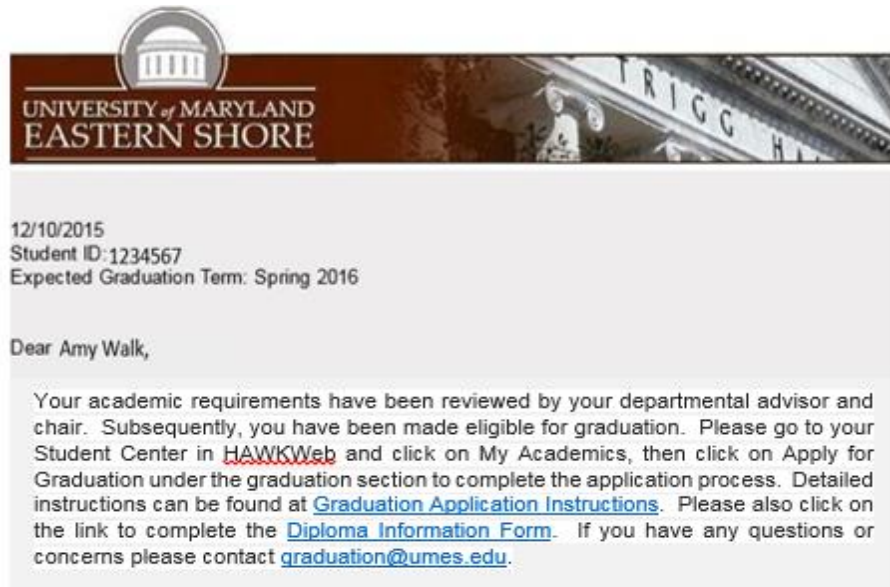 UNIVERSITY of MARYLAND
EASTERN SHORE
TRIGG HA
12/10/2015
Student ID:1234567
Expected Graduation Term: Spring 2016
Dear Amy Walk,
Your academic requirements have been reviewed by your departmental advisor and
chair. Subsequently, you have been made eligible for graduation. Please go to your
Student Center in HAWKWeb and click on My Academics, then click on Apply for
Graduation under the graduation section to complete the application process. Detailed
instructions can be found at Graduation Application Instructions. Please also click on
the link to complete the Diploma Information Form. If you have any questions or
concerns please contact graduation@umes.edu.